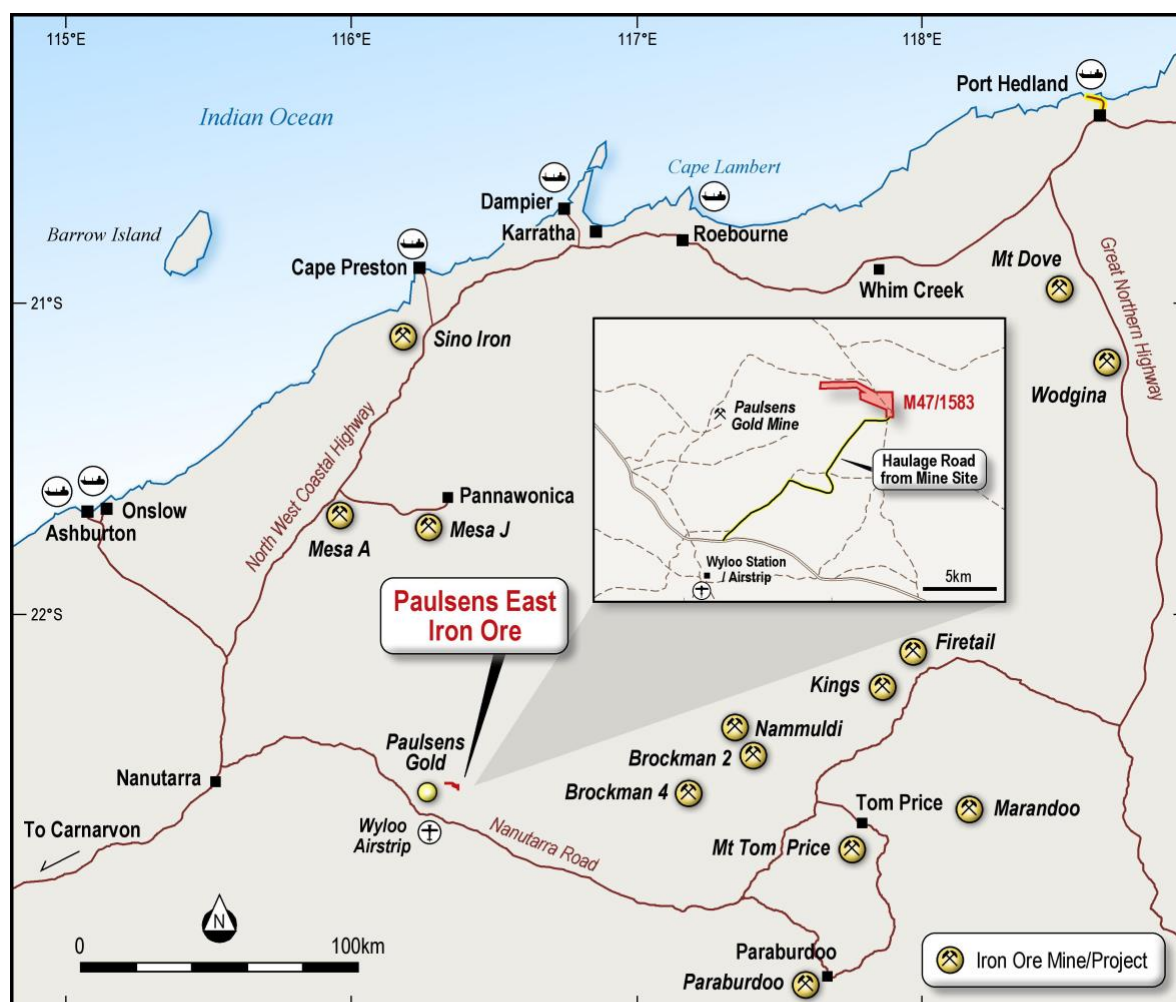 115°E
116°E
117°E
118°E
Port Hedland
Indian Ocean
Cape Lambert
Dampier
Karratha
Roebourne
Barrow Island
Cape Preston
Whim Creek
Mt Dove
21°S
Sino Iron
Great Northern Highway
Wodgina
North West Coastal Highway
Paulsens
Gold Mine
M47/1583
Haulage Road
from Mine Site
Wyloo Station
/ Airstrip
5km
Onslow
Ashburton
Pannawonica
Mesa A
Mesa J
22°S
Paulsens East
Iron Ore
Firetail
Kings
Nammuldi
Brockman 2
Brockman 4
Paulsens
Gold
Nanutarra
To Carnarvon
Wyloo
Airstrip
Nanutarra Road
Tom Price
Marandoo
Mt Tom Price
N
0
100km
Paraburdoo
Paraburdoo
Iron Ore Mine/Project